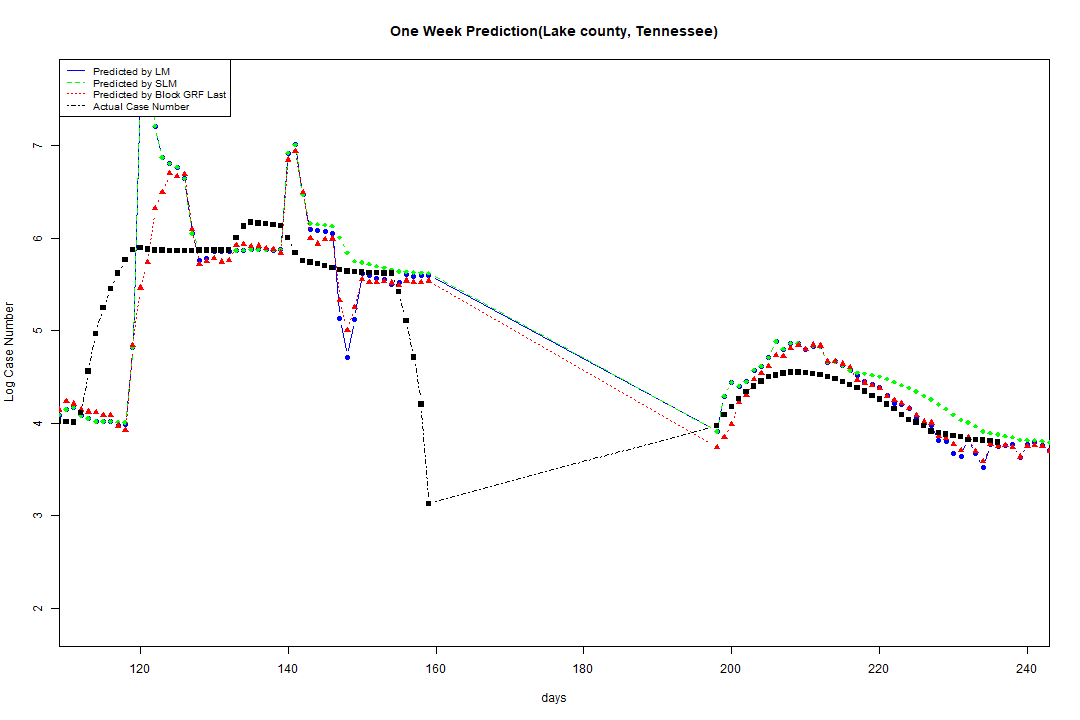 One Week Prediction(Lake county, Tennessee)
Predicted by LM
Predicted by SLM
Predicted by Block GRF Last
Actual Case Number
Log Case Number
7
6
5
4
3
2
120 140 160 180 200 220 240
days